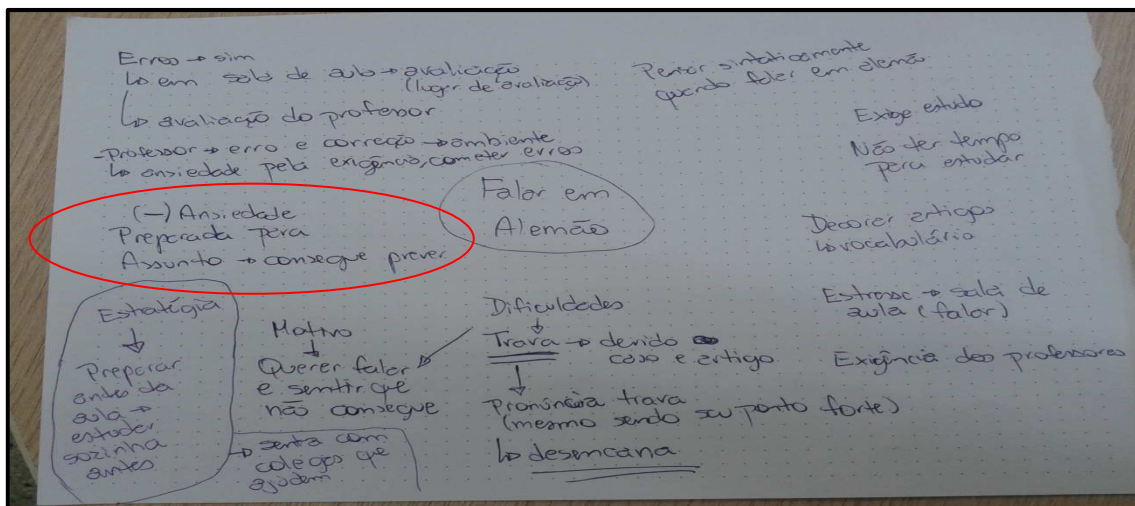 Erros → sim
↳ em sala de aula → avaliação
(lugar de avaliação)
↳ avaliação do professor
- Professor → erro e correção → ambiente
↳ ansiedade pela exigência, cometer erros
(−) Ansiedade
Preparada para
Assunto → consegue prever
Estratégia
↓
Preparar
antes da
aula →
estudar
sozinha
antes
Motivo
↓
Querer falar
e sentir que
não consegue
→ senta com
colegas que
ajudem
Falar em
Alemão
Dificuldades
↓
Trava → devido
caso e artigo
↓
Pronúncia trava
(mesmo sendo seu ponto forte)
↳ desencana
Pensar sintaticamente
quando falar em alemão
Exige estudo
Não ter tempo
para estudar
Decorar artigos
↳ vocabulário
Estresse → sala de
aula (falar)
Exigência dos professores